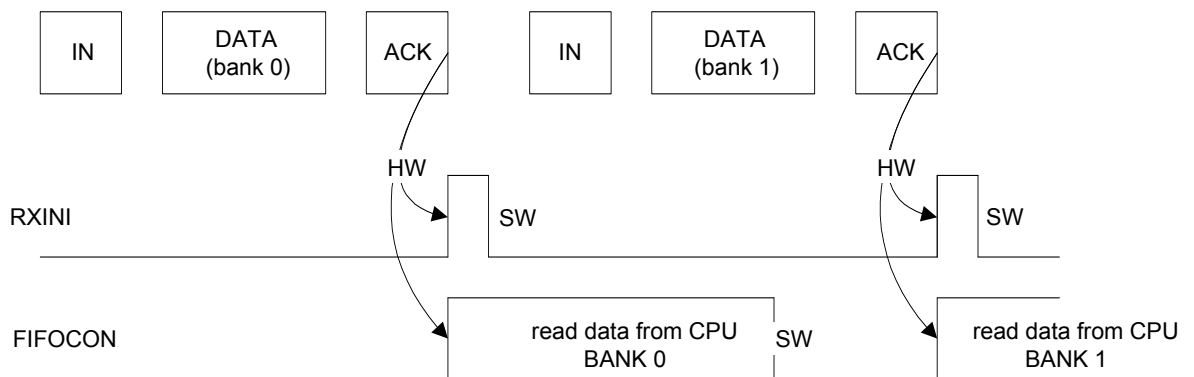 IN
DATA
(bank 0)
ACK
IN
DATA
(bank 1)
ACK
HW
HW
RXINI
SW
SW
FIFOCON
read data from CPU
BANK 0
SW
read data from CPU
BANK 1